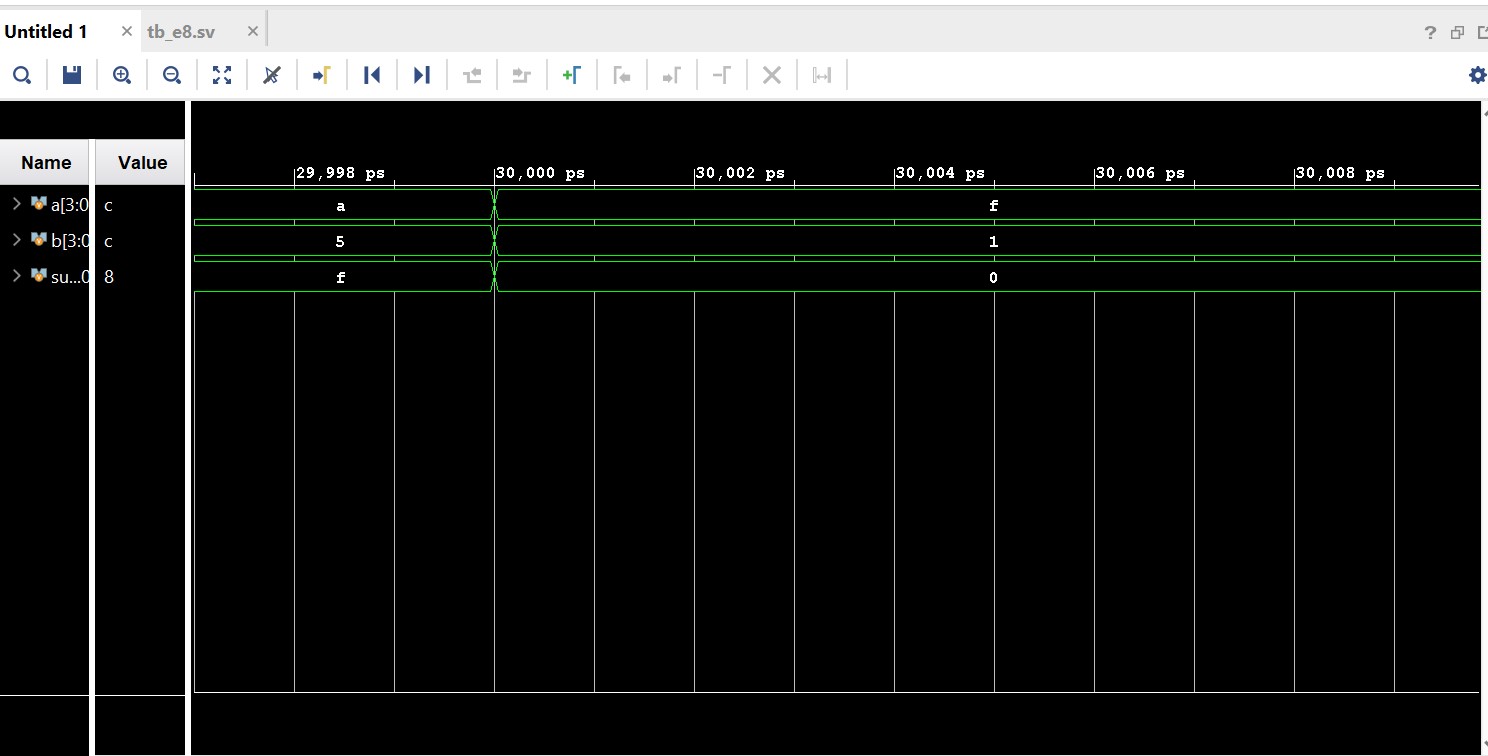 Untitled 1 tb_e8.sv
Name Value
29,998 ps 30,000 ps 30,002 ps 30,004 ps 30,006 ps 30,008 ps
a[3:0 c a f
b[3:0 c 5 1
su...0 8 f 0